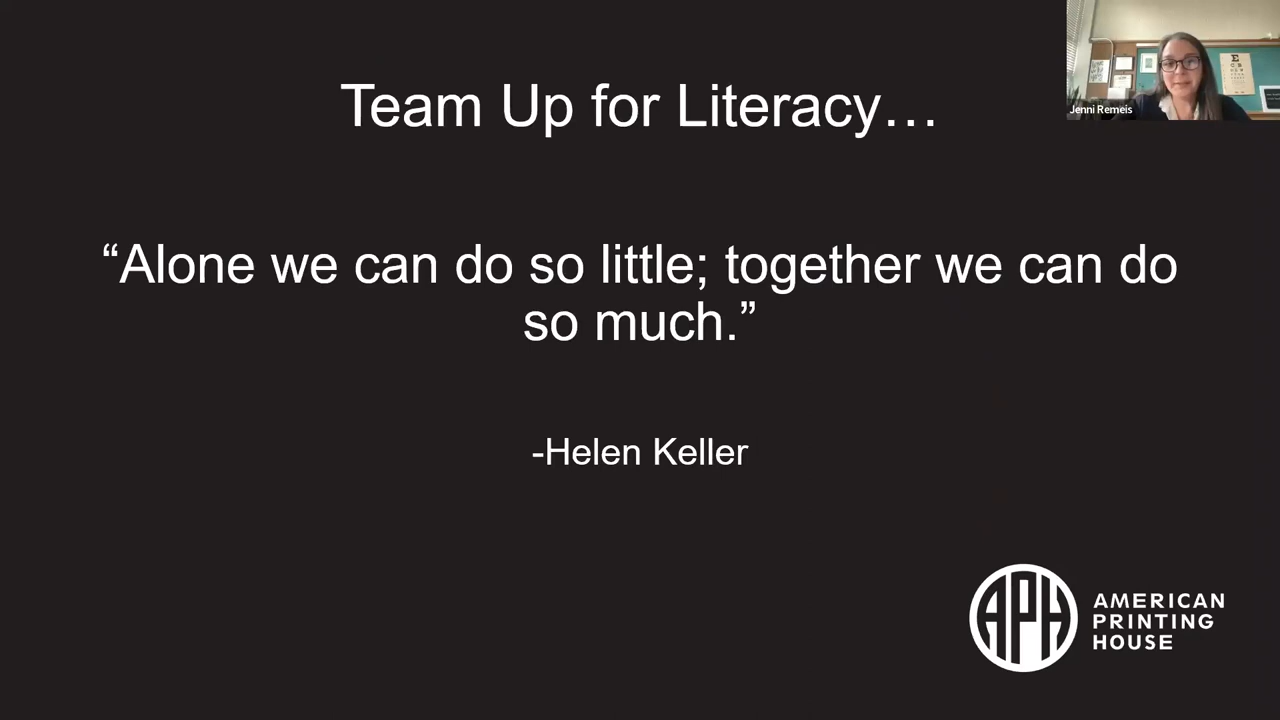 Team Up for Literacy…
Jenni Remeis
“Alone we can do so little; together we can do
so much.”
-Helen Keller
APH
AMERICAN
PRINTING
HOUSE